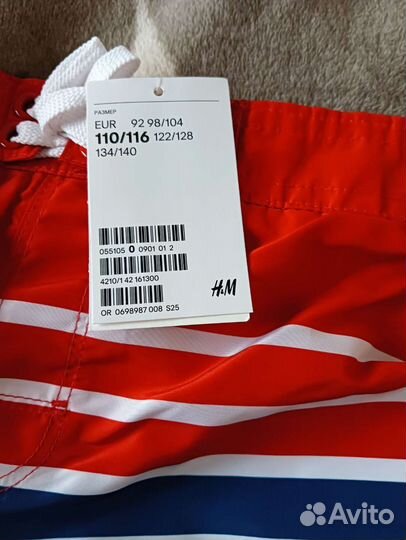 РАЗМЕР
EUR 92 98/104
110/116 122/128
134/140
055105 0 0901 01 2
4210/1 42 161300
H&M
OR 0698987 008 S25
Avito